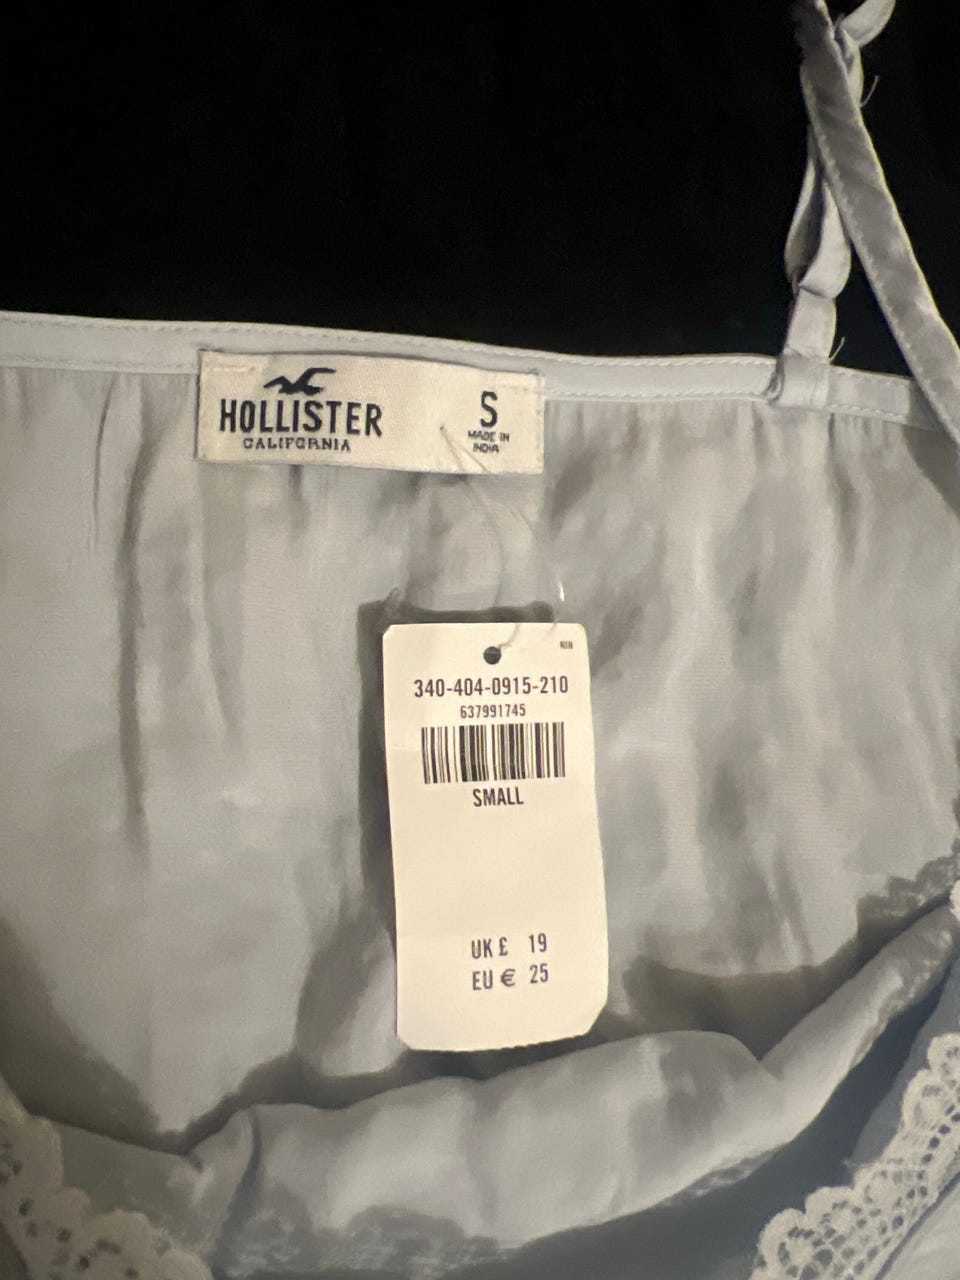 HOLLISTER
CALIFORNIA
S
MADE IN
INDIA
340-404-0915-210
637991745
SMALL
UK £ 19
EU € 25